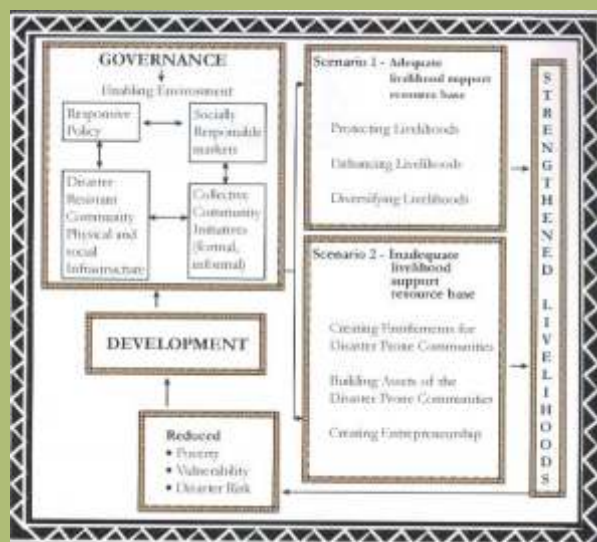 GOVERNANCE
Enabling Environment
Responsive
Policy
Socially
Responsible
markets
Disaster
Resistant
Community
Physical and
social
Infrastructure
Collective
Community
Initiatives
(formal,
informal)
DEVELOPMENT
Reduced
• Poverty
• Vulnerability
• Disaster Risk
Scenario 1 - Adequate
livelihood support
resource base
Protecting Livelihoods
Enhancing Livelihoods
Diversifying Livelihoods
Scenario 2 - Inadequate
livelihood
support
resource base
Creating Entitlements for
Disaster Prone Communities
Building Assets of the
Disaster Prone Communities
Creating Entrepreneurship
STRENGTHENED LIVELIHOODS